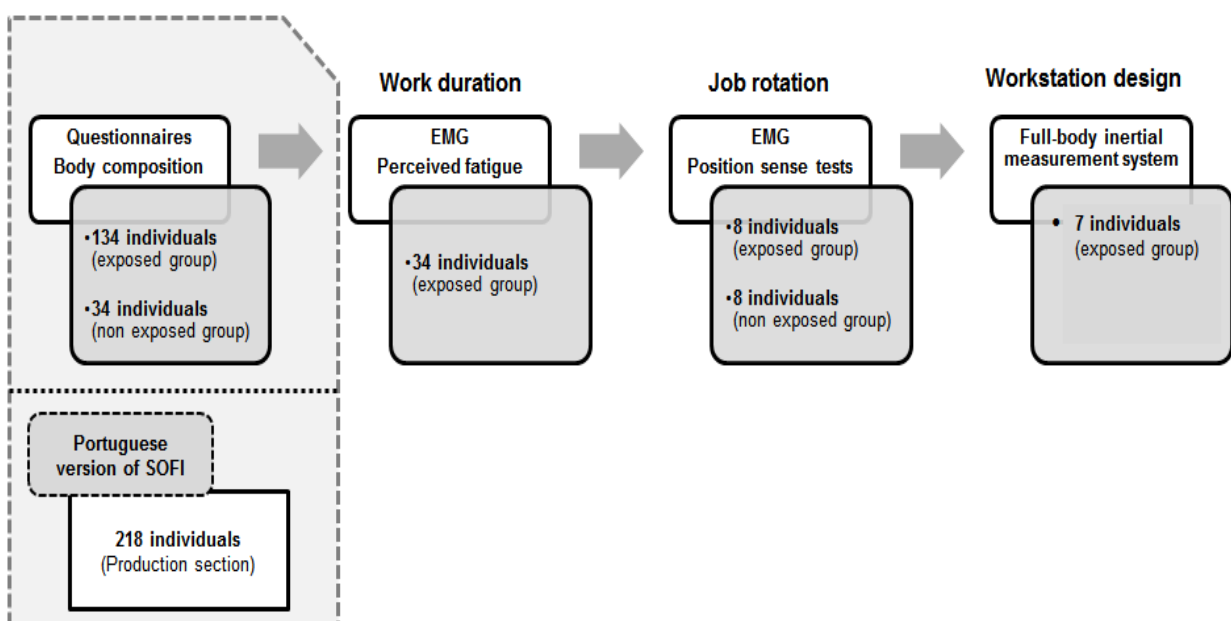 Questionnaires
Body composition
•134 individuals
(exposed group)
•34 individuals
(non exposed group)
Portuguese
version of SOFI
218 individuals
(Production section)
Work duration
EMG
Perceived fatigue
•34 individuals
(exposed group)
Job rotation
EMG
Position sense tests
•8 individuals
(exposed group)
•8 individuals
(non exposed group)
Workstation design
Full-body inertial
measurement system
• 7 individuals
(exposed group)